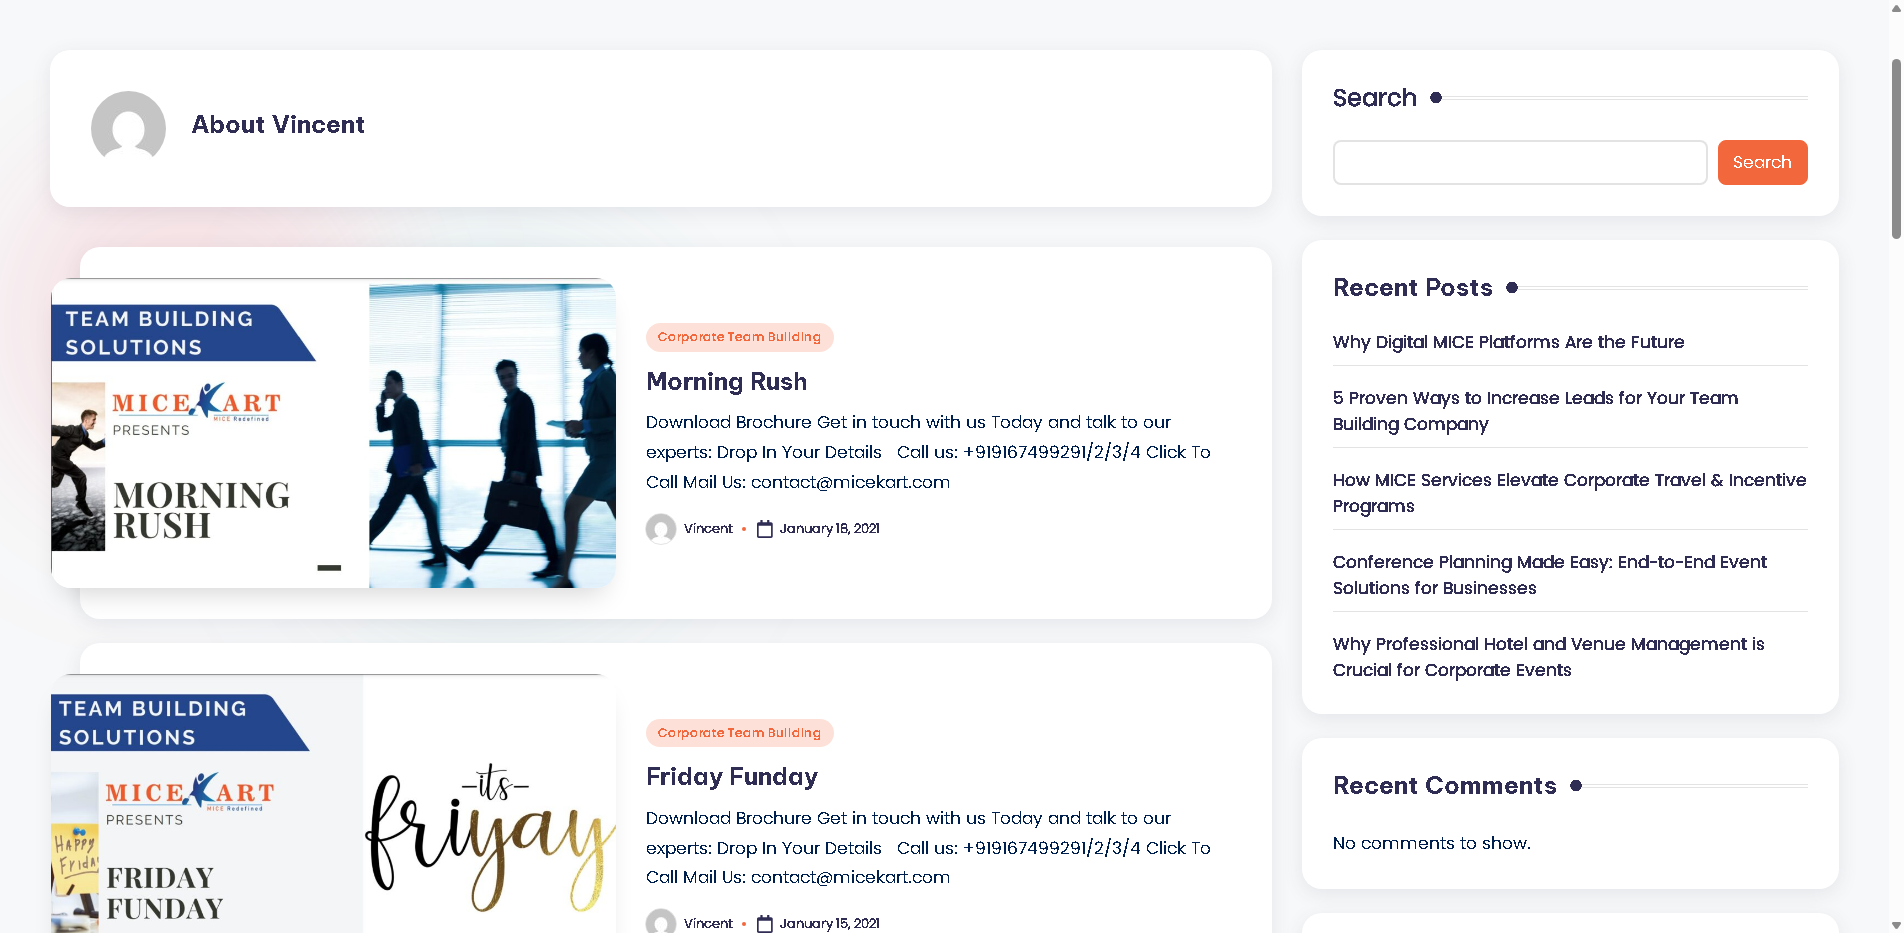 About Vincent
TEAM BUILDING
SOLUTIONS
MICEKART
MICE Redefined
PRESENTS
MORNING
RUSH
Corporate Team Building
Morning Rush
Download Brochure Get in touch with us Today and talk to our
experts: Drop In Your Details   Call us: +919167499291/2/3/4 Click To
Call Mail Us: contact@micekart.com
Vincent • January 18, 2021
TEAM BUILDING
SOLUTIONS
MICEKART
MICE Redefined
PRESENTS
HAPPY
Friday
FRIDAY
FUNDAY
-its-
friyay
Corporate Team Building
Friday Funday
Download Brochure Get in touch with us Today and talk to our
experts: Drop In Your Details   Call us: +919167499291/2/3/4 Click To
Call Mail Us: contact@micekart.com
Vincent • January 15, 2021
Search
Search
Recent Posts
Why Digital MICE Platforms Are the Future
5 Proven Ways to Increase Leads for Your Team
Building Company
How MICE Services Elevate Corporate Travel & Incentive
Programs
Conference Planning Made Easy: End-to-End Event
Solutions for Businesses
Why Professional Hotel and Venue Management is
Crucial for Corporate Events
Recent Comments
No comments to show.